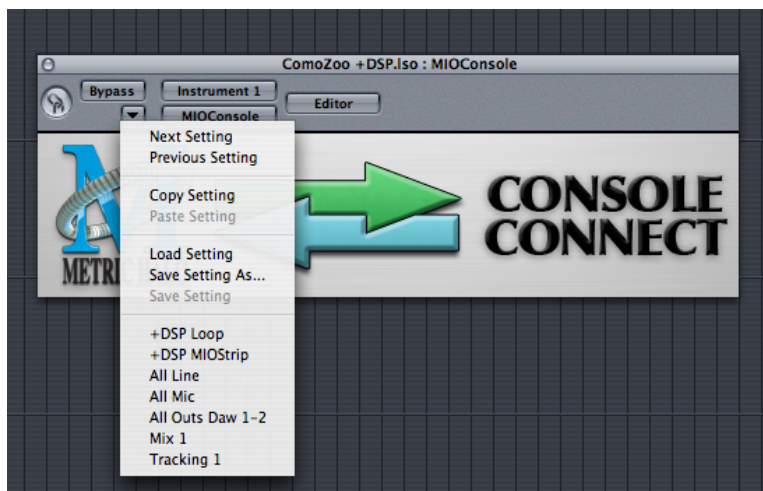 ComoZoo +DSP.lso : MIOConsole
Bypass
Instrument 1
Editor
MIOConsole
Next Setting
Previous Setting
Copy Setting
Paste Setting
Load Setting
Save Setting As...
Save Setting
+DSP Loop
+DSP MIOStrip
All Line
All Mic
All Outs Daw 1-2
Mix 1
Tracking 1
CONSOLE
CONNECT